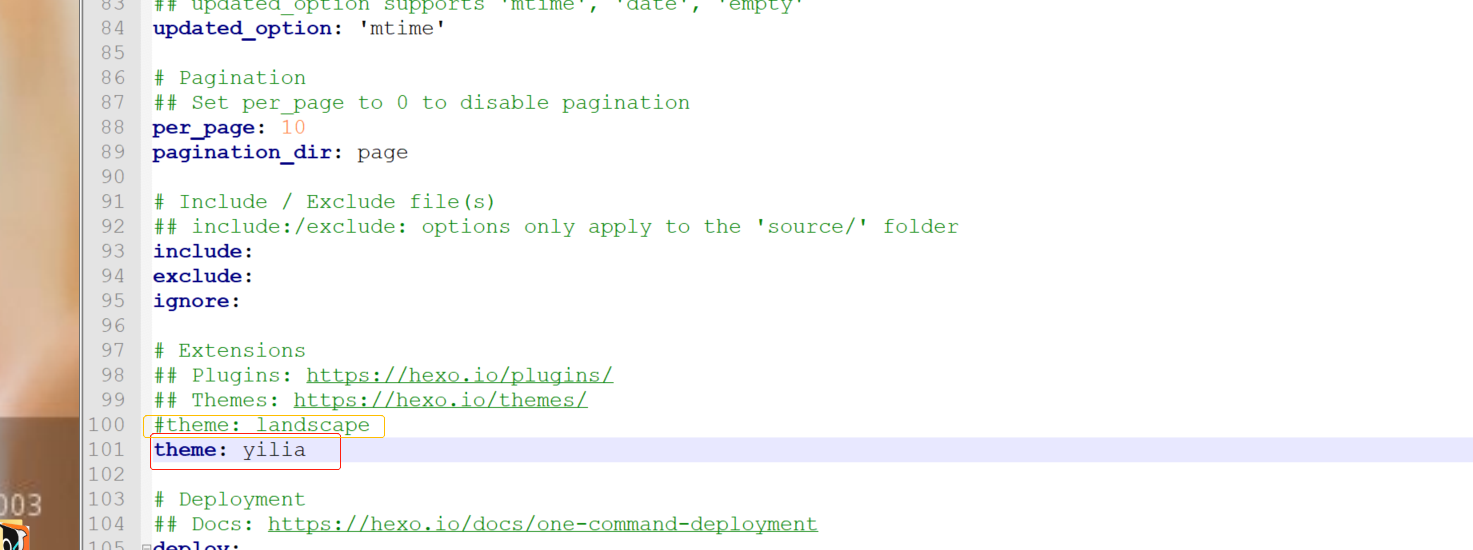 83 ## updated_option supports 'mtime', 'date', 'empty'
84 updated_option: 'mtime'
85
86 # Pagination
87 ## Set per_page to 0 to disable pagination
88 per_page: 10
89 pagination_dir: page
90
91 # Include / Exclude file(s)
92 ## include:/exclude: options only apply to the 'source/' folder
93 include:
94 exclude:
95 ignore:
96
97 # Extensions
98 ## Plugins: https://hexo.io/plugins/
99 ## Themes: https://hexo.io/themes/
100 #theme: landscape
101 theme: yilia
102
103 # Deployment
104 ## Docs: https://hexo.io/docs/one-command-deployment
105 deploy:
003